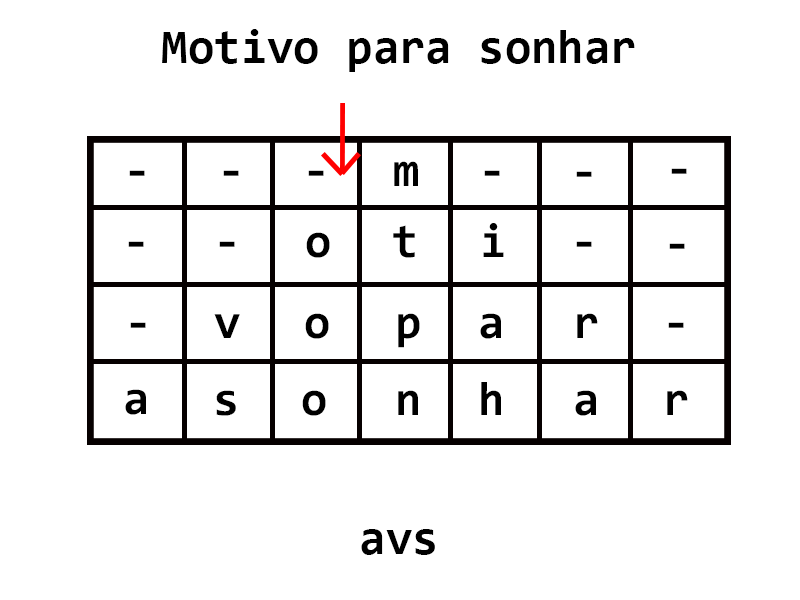 Motivo para sonhar
- - - m - - -
- - o t i - -
- v o p a r -
a s o n h a r
avs